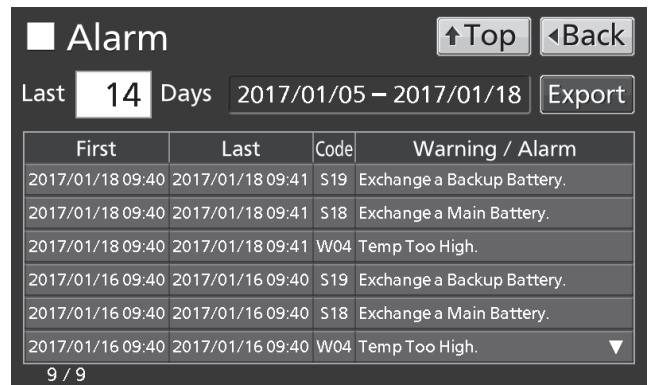 ■ Alarm ↑Top ◂Back
Last 14 Days 2017/01/05 – 2017/01/18 Export
First Last Code Warning / Alarm
2017/01/18 09:40 2017/01/18 09:41 S19 Exchange a Backup Battery.
2017/01/18 09:40 2017/01/18 09:41 S18 Exchange a Main Battery.
2017/01/18 09:40 2017/01/18 09:41 W04 Temp Too High.
2017/01/16 09:40 2017/01/16 09:40 S19 Exchange a Backup Battery.
2017/01/16 09:40 2017/01/16 09:40 S18 Exchange a Main Battery.
2017/01/16 09:40 2017/01/16 09:40 W04 Temp Too High. ▼
9 / 9